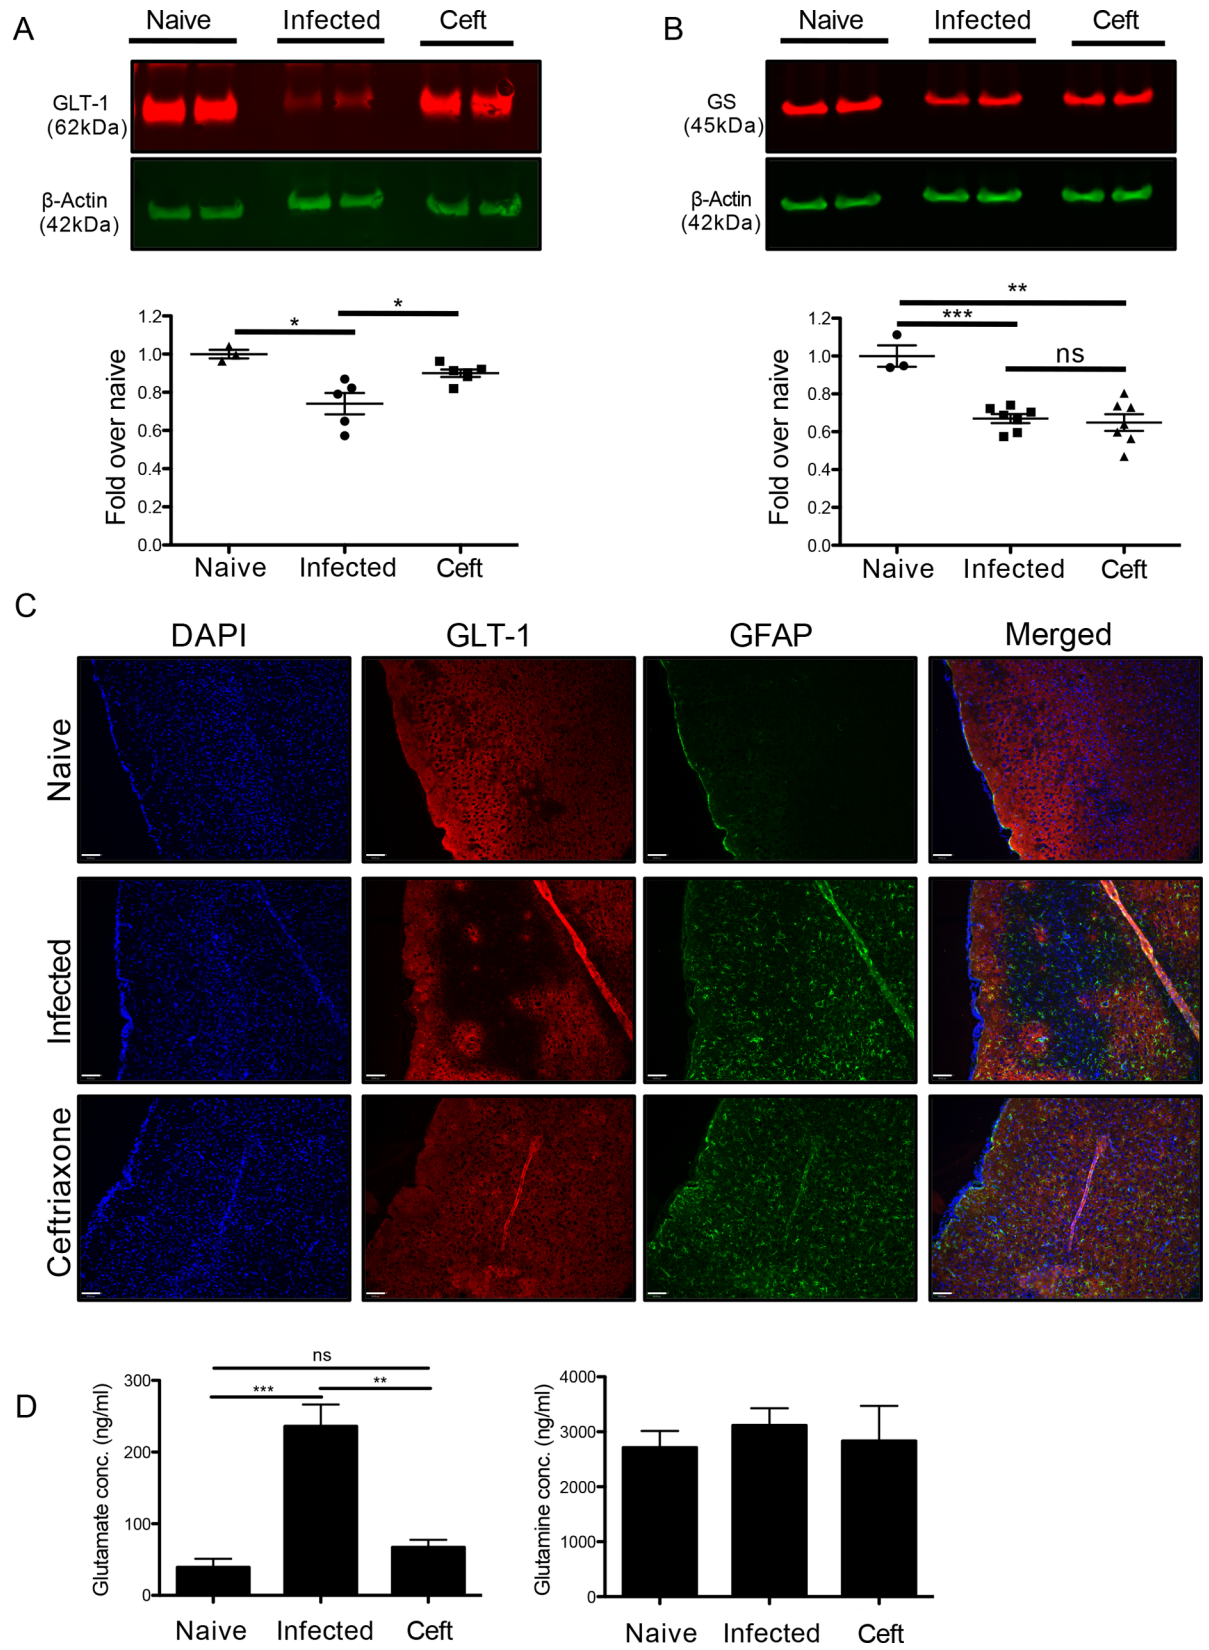 A
Naive Infected Ceft
GLT-1
(62kDa)
β-Actin
(42kDa)
* *
Fold over naive
1.2
1.0
0.8
0.6
0.4
0.2
0.0
Naive Infected Ceft
B
Naive Infected Ceft
GS
(45kDa)
β-Actin
(42kDa)
**
***
ns
Fold over naive
1.2
1.0
0.8
0.6
0.4
0.2
0.0
Naive Infected Ceft
C
DAPI GLT-1 GFAP Merged
Naive
Infected
Ceftriaxone
D
ns
*** **
Glutamate conc. (ng/ml)
300
200
100
0
Naive Infected Ceft
Glutamine conc. (ng/ml)
4000
3000
2000
1000
0
Naive Infected Ceft